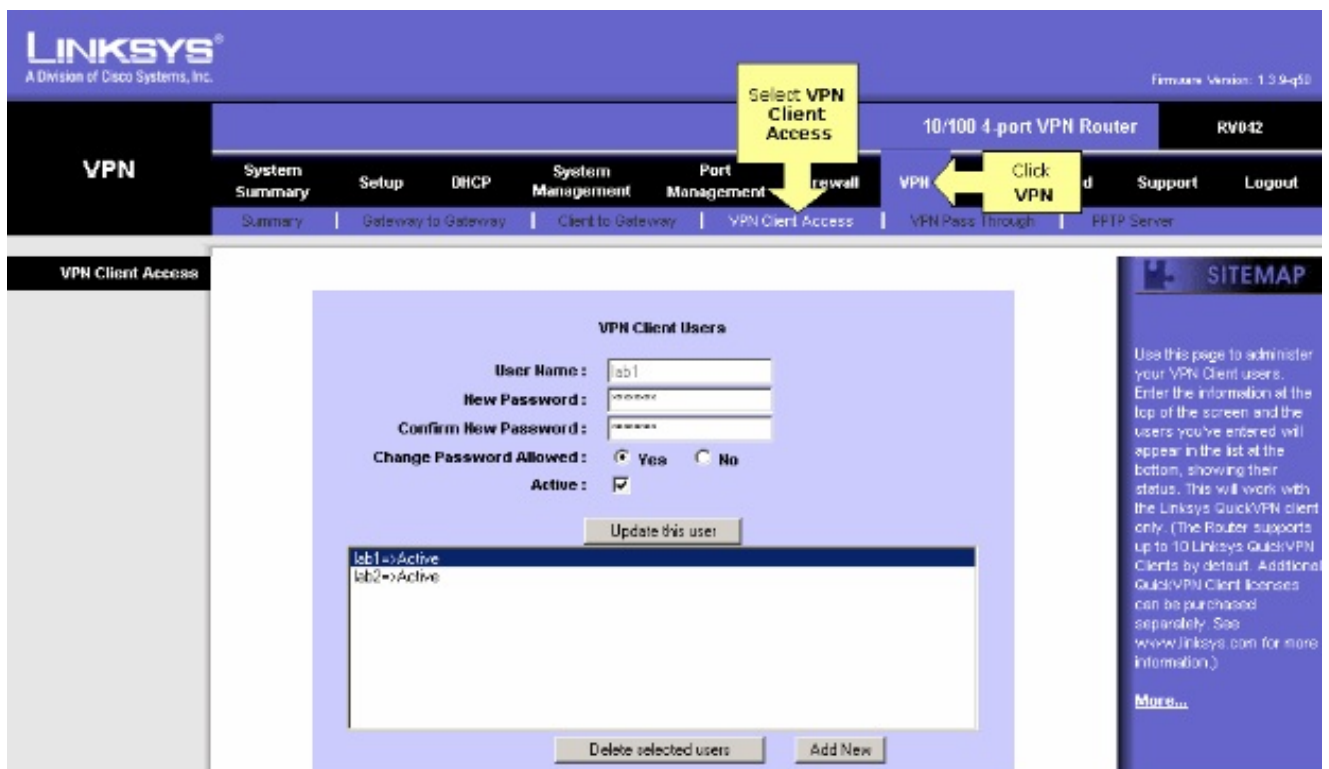 LINKSYS®
A Division of Cisco Systems, Inc.
Firmware Version: 1.3.9-q50
Select VPN
Client
Access
10/100 4-port VPN Router
RV042
VPN
System
Summary
Setup
DHCP
System
Management
Port
Management
VPN
Click
VPN
Support
Logout
Summary | Gateway to Gateway | Client to Gateway | VPN Client Access | VPN Pass Through | PPTP Server
VPN Client Access
SITEMAP
VPN Client Users
User Name : lab1
New Password : *******
Confirm New Password : *******
Change Password Allowed : Yes No
Active :
Update this user
lab1=>Active
lab2=>Active
Delete selected users
Add New
Use this page to administer
your VPN Client users.
Enter the information at the
top of the screen and the
users you've entered will
appear in the list at the
bottom, showing their
status. This will work with
the Linksys QuickVPN client
only. (The Router supports
up to 10 Linksys QuickVPN
Clients by default. Additional
QuickVPN Client licenses
can be purchased
separately. See
www.linksys.com for more
information.)
More...